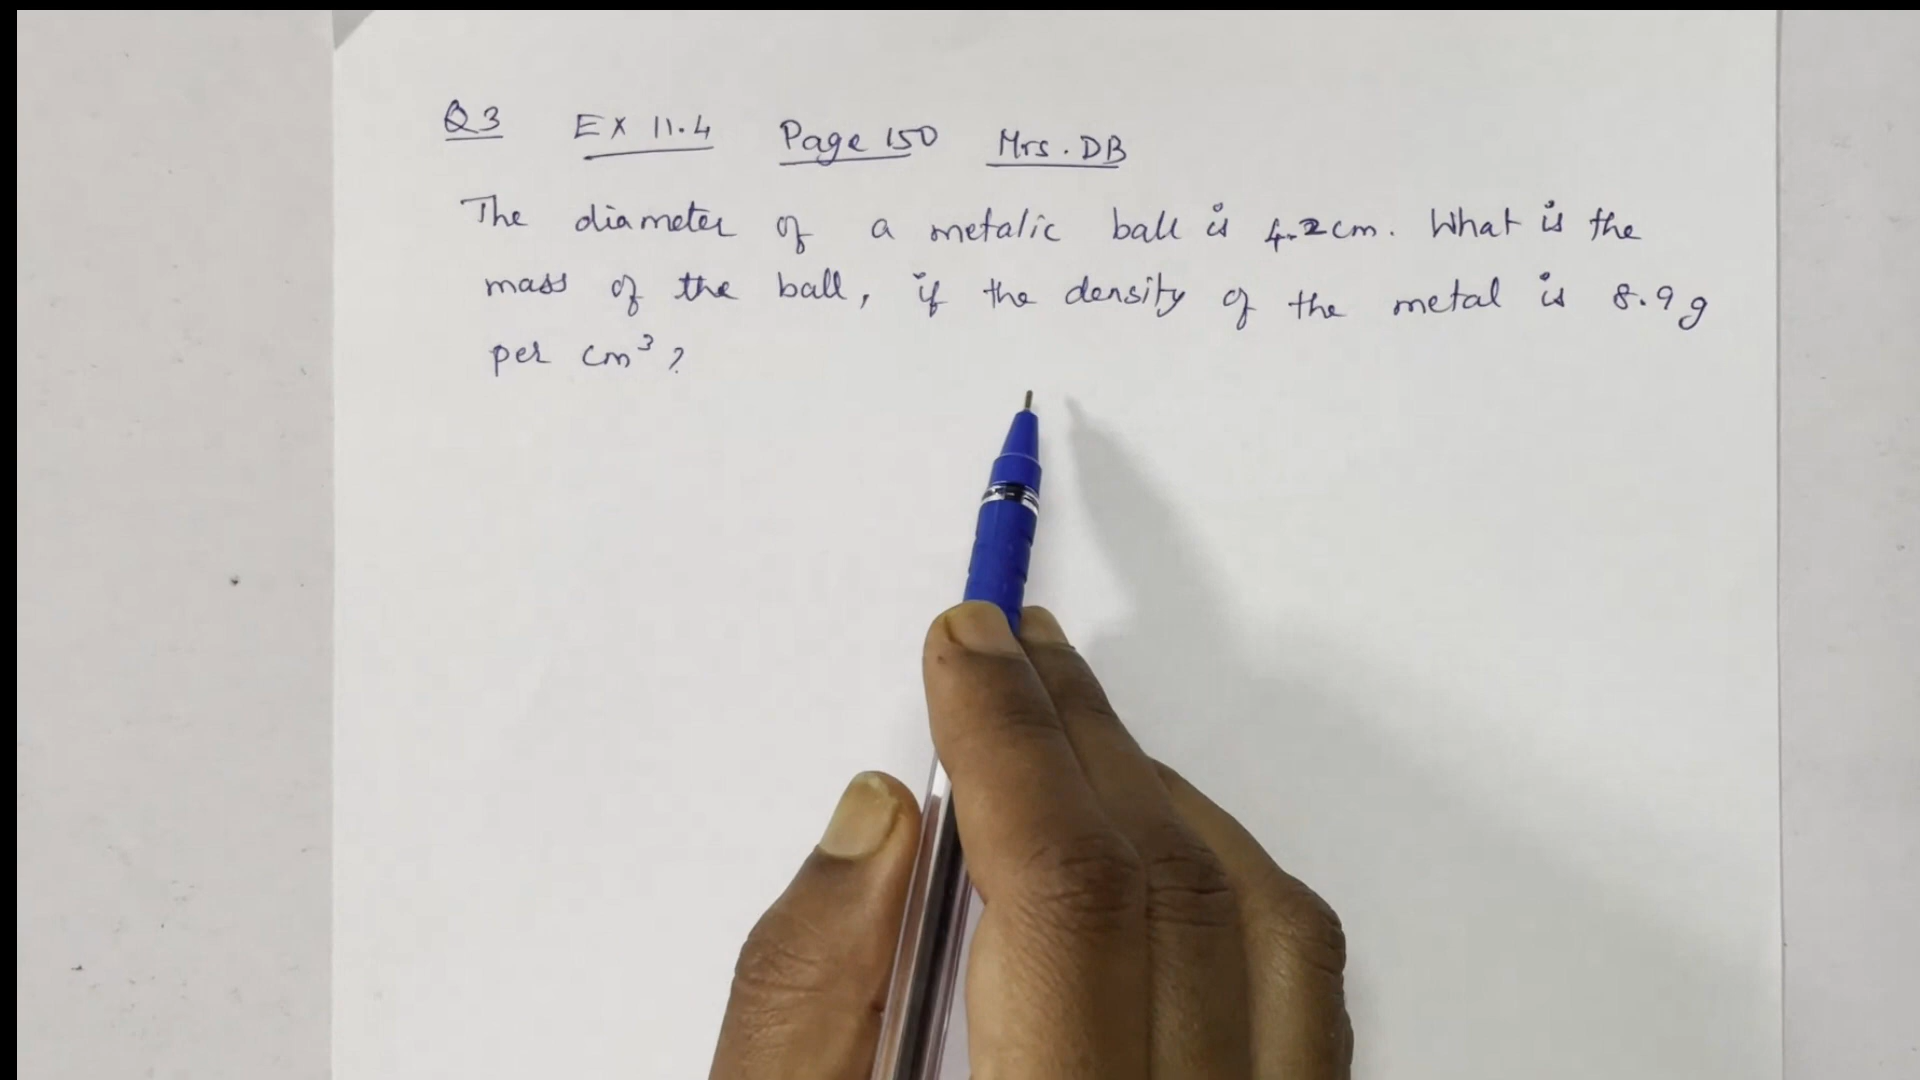 Q3 EX 11.4 Page 150 Mrs. DB
The diameter of a metalic ball is 4.2cm. What is the
mass of the ball, if the density of the metal is 8.9g
per cm³?